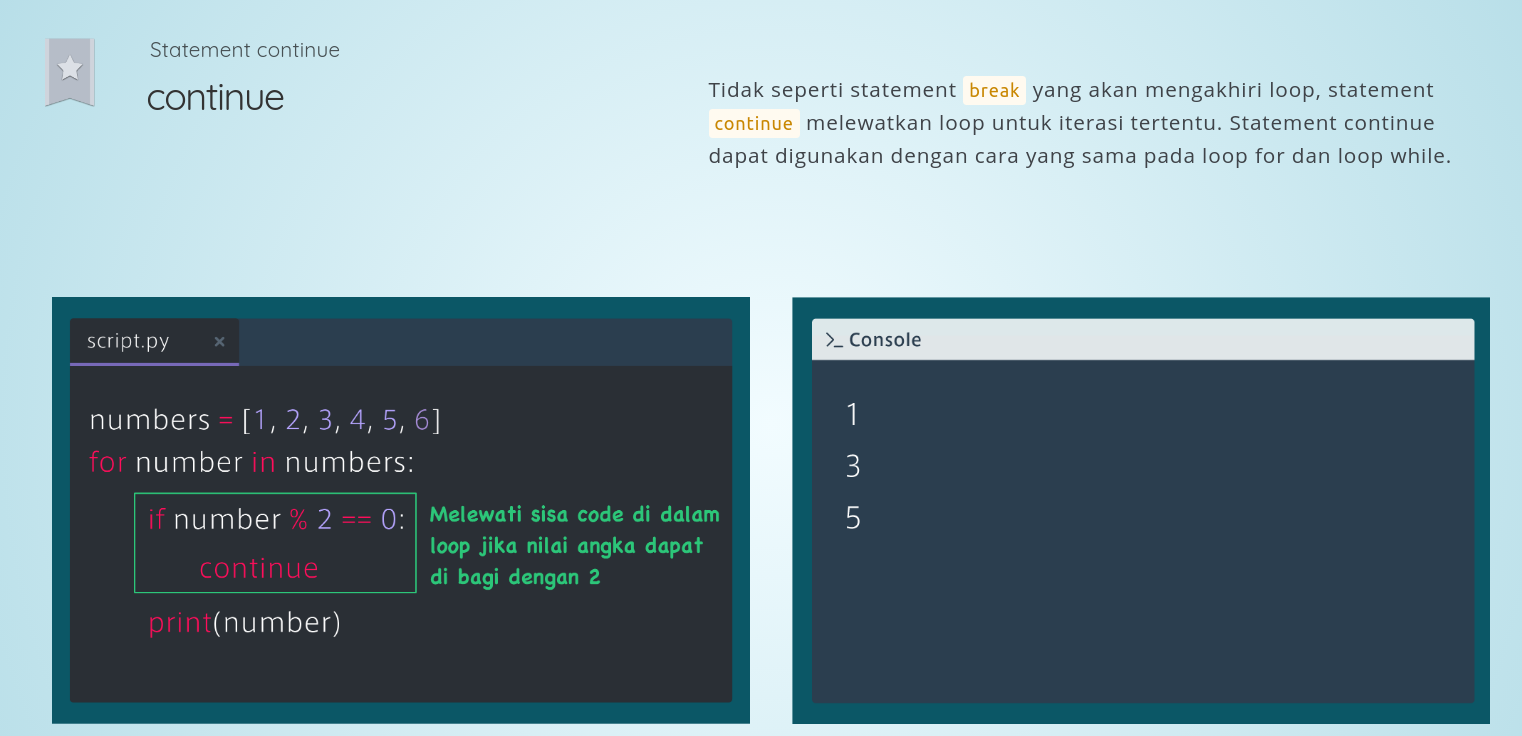 Statement continue
continue
Tidak seperti statement break yang akan mengakhiri loop, statement
continue melewatkan loop untuk iterasi tertentu. Statement continue
dapat digunakan dengan cara yang sama pada loop for dan loop while.
script.py ×
numbers = [1, 2, 3, 4, 5, 6]
for number in numbers:
if number % 2 == 0:
continue
Melewati sisa code di dalam
loop jika nilai angka dapat
di bagi dengan 2
print(number)
>_ Console
1
3
5